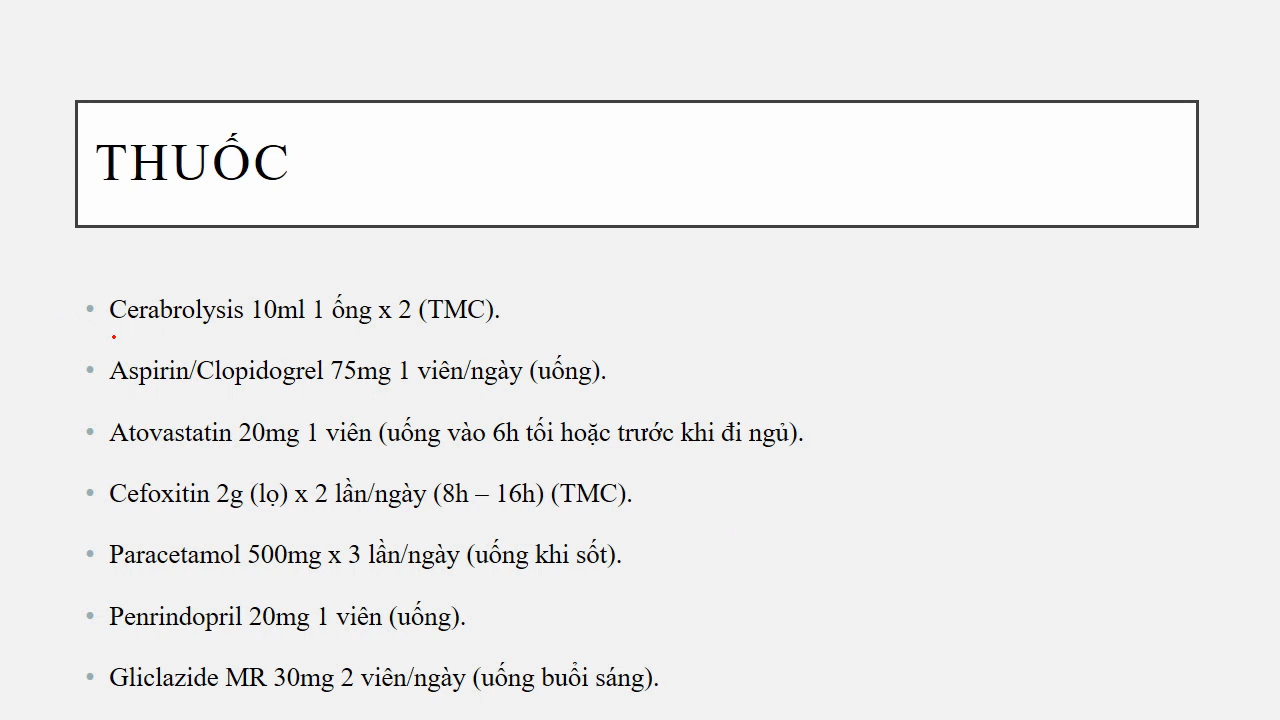 THUỐC
• Cerabrolysis 10ml 1 ống x 2 (TMC).
• Aspirin/Clopidogrel 75mg 1 viên/ngày (uống).
• Atovastatin 20mg 1 viên (uống vào 6h tối hoặc trước khi đi ngủ).
• Cefoxitin 2g (lọ) x 2 lần/ngày (8h – 16h) (TMC).
• Paracetamol 500mg x 3 lần/ngày (uống khi sốt).
• Penrindopril 20mg 1 viên (uống).
• Gliclazide MR 30mg 2 viên/ngày (uống buổi sáng).